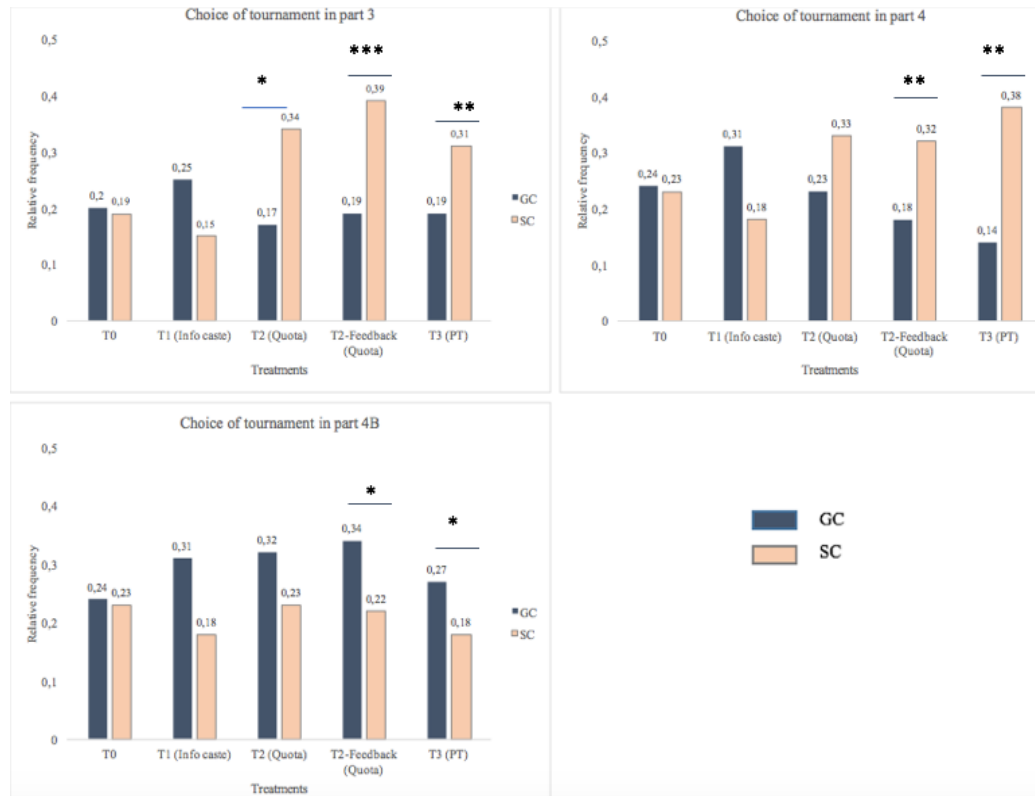 Choice of tournament in part 3
Relative frequency
0,5
0,4
0,3
0,2
0,1
0
*
***
**
0,2
0,19
0,25
0,15
0,17
0,34
0,19
0,39
0,19
0,31
GC
SC
T0
T1 (Info caste)
T2 (Quota)
T2-Feedback
(Quota)
T3 (PT)
Treatments
Choice of tournament in part 4
Relative frequency
0,5
0,4
0,3
0,2
0,1
0
**
**
0,24
0,23
0,31
0,18
0,23
0,33
0,18
0,32
0,14
0,38
T0
T1 (Info caste)
T2 (Quota)
T2-Feedback
(Quota)
T3 (PT)
Treatments
Choice of tournament in part 4B
Relative frequency
0,5
0,4
0,3
0,2
0,1
0
*
*
0,24
0,23
0,31
0,18
0,32
0,23
0,34
0,22
0,27
0,18
GC
SC
T0
T1 (Info caste)
T2 (Quota)
T2-Feedback
(Quota)
T3 (PT)
Treatments
GC
SC